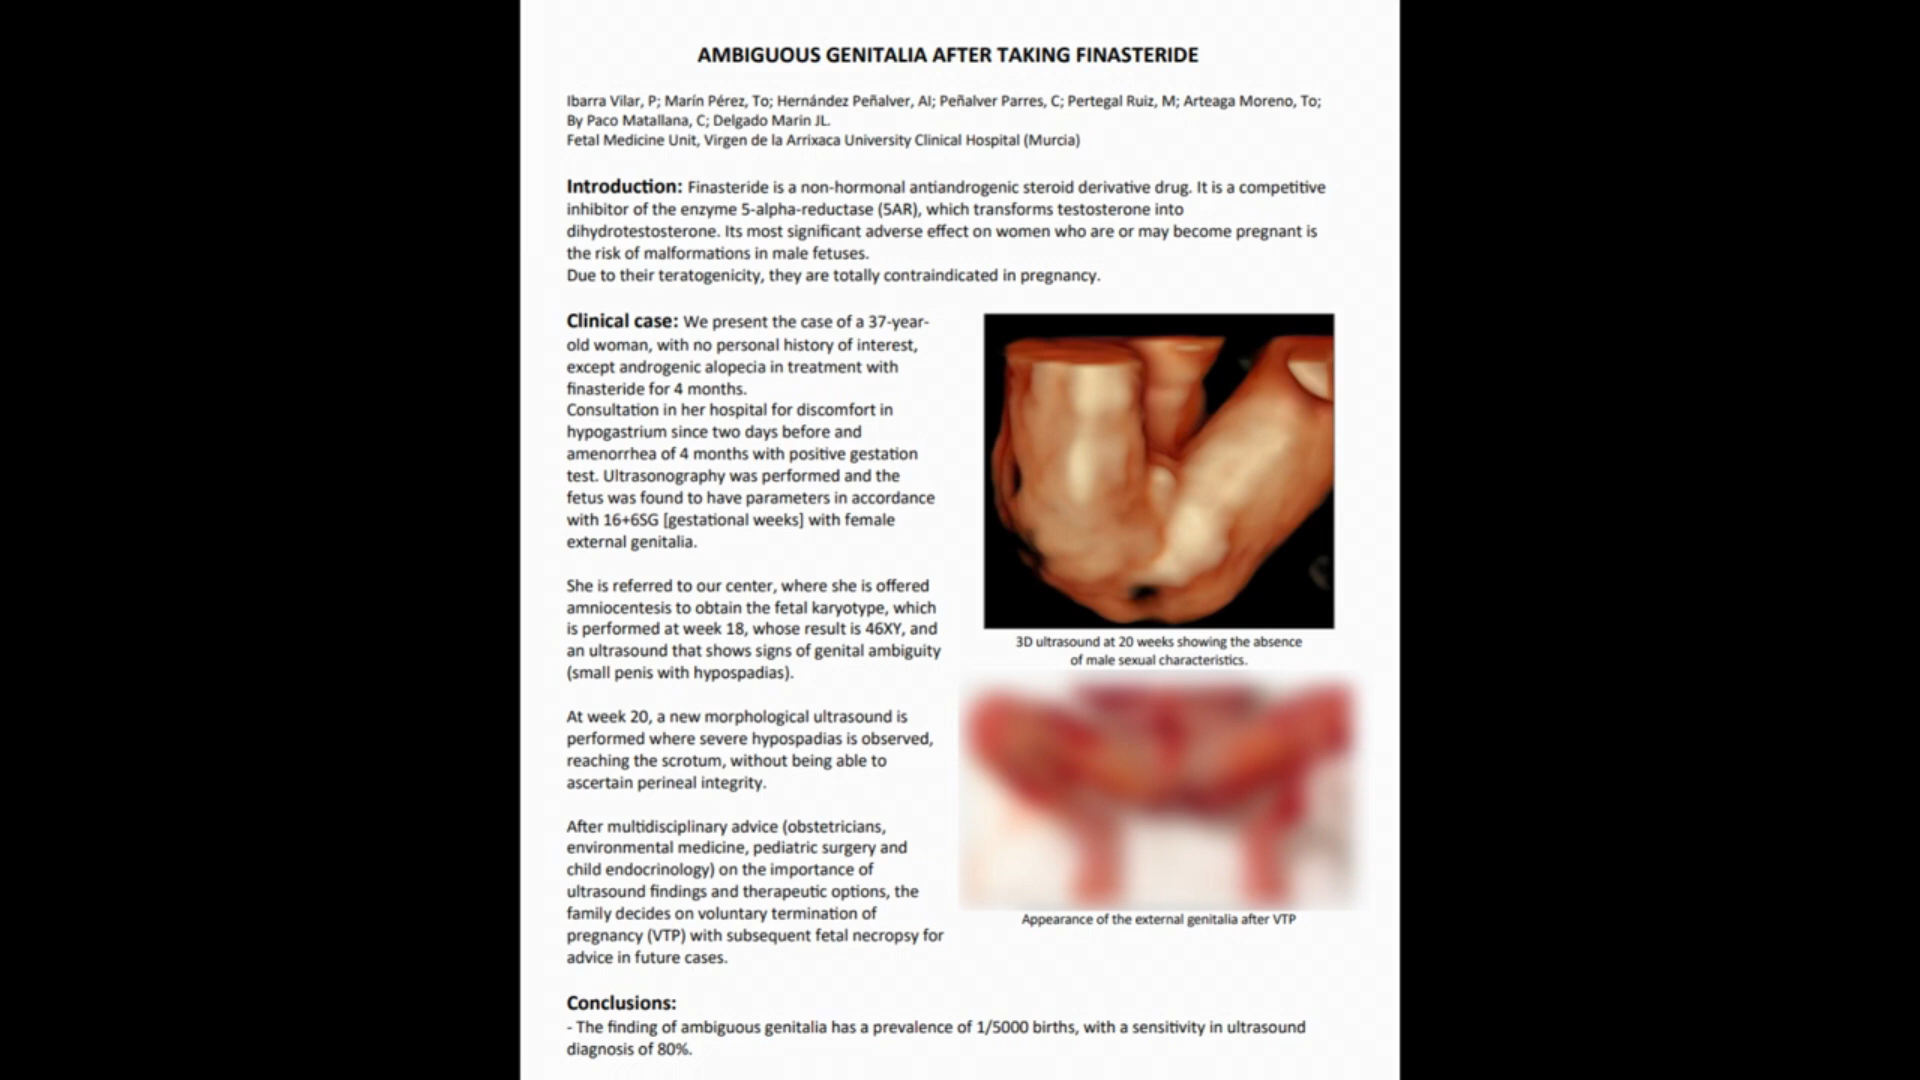 AMBIGUOUS GENITALIA AFTER TAKING FINASTERIDE
Ibarra Vilar, P; Marín Pérez, To; Hernández Peñalver, AI; Peñalver Parres, C; Pertegal Ruiz, M; Arteaga Moreno, To;
By Paco Matallana, C; Delgado Marin JL.
Fetal Medicine Unit, Virgen de la Arrixaca University Clinical Hospital (Murcia)
Introduction: Finasteride is a non-hormonal antiandrogenic steroid derivative drug. It is a competitive
inhibitor of the enzyme 5-alpha-reductase (5AR), which transforms testosterone into
dihydrotestosterone. Its most significant adverse effect on women who are or may become pregnant is
the risk of malformations in male fetuses.
Due to their teratogenicity, they are totally contraindicated in pregnancy.
Clinical case: We present the case of a 37-year-
old woman, with no personal history of interest,
except androgenic alopecia in treatment with
finasteride for 4 months.
Consultation in her hospital for discomfort in
hypogastrium since two days before and
amenorrhea of 4 months with positive gestation
test. Ultrasonography was performed and the
fetus was found to have parameters in accordance
with 16+6SG [gestational weeks] with female
external genitalia.
She is referred to our center, where she is offered
amniocentesis to obtain the fetal karyotype, which
is performed at week 18, whose result is 46XY, and
an ultrasound that shows signs of genital ambiguity
(small penis with hypospadias).
At week 20, a new morphological ultrasound is
performed where severe hypospadias is observed,
reaching the scrotum, without being able to
ascertain perineal integrity.
After multidisciplinary advice (obstetricians,
environmental medicine, pediatric surgery and
child endocrinology) on the importance of
ultrasound findings and therapeutic options, the
family decides on voluntary termination of
pregnancy (VTP) with subsequent fetal necropsy for
advice in future cases.
3D ultrasound at 20 weeks showing the absence
of male sexual characteristics.
Appearance of the external genitalia after VTP
Conclusions:
- The finding of ambiguous genitalia has a prevalence of 1/5000 births, with a sensitivity in ultrasound
diagnosis of 80%.